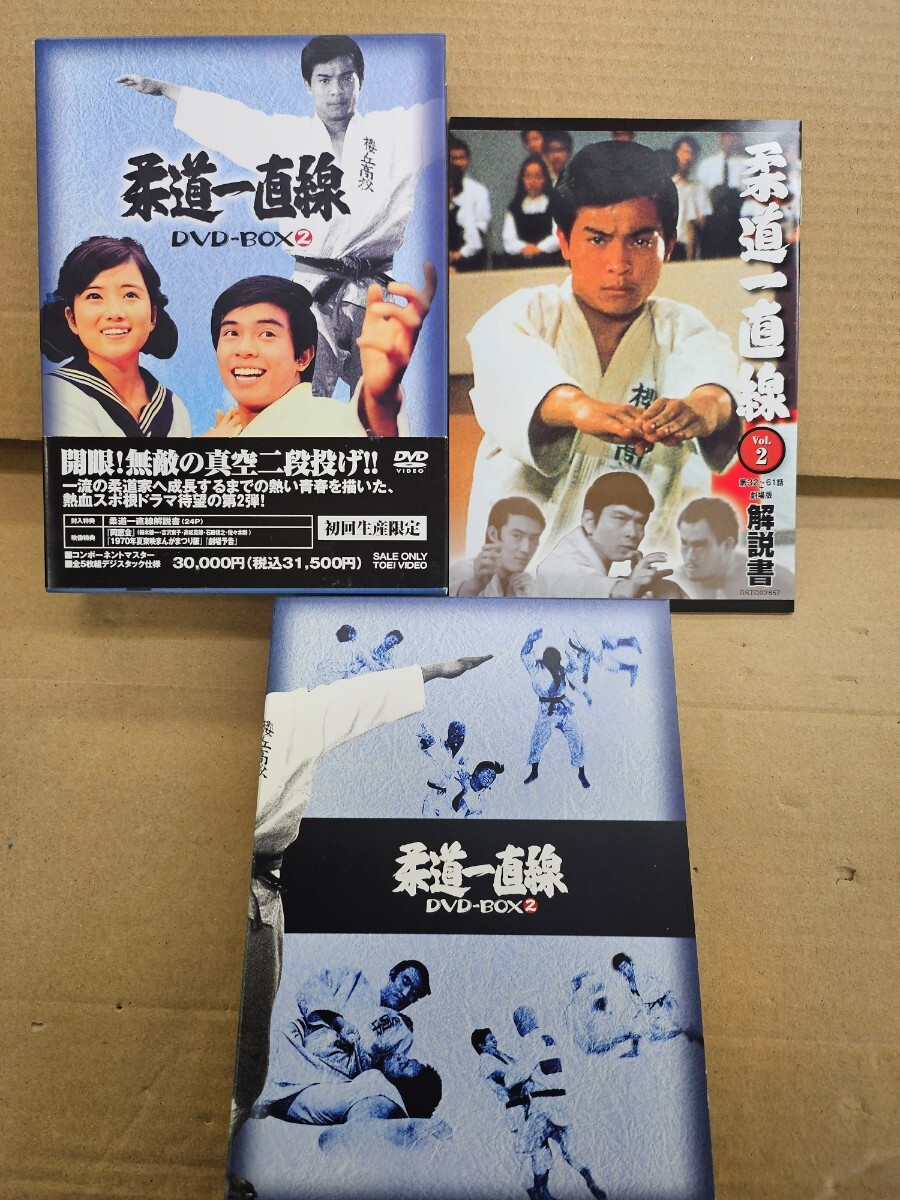 櫻丘高校
柔道一直線
DVD-BOX2
開眼!無敵の真空二段投げ!!
一流の柔道家へ成長するまでの熱い青春を描いた、
熱血スポ根ドラマ待望の第2弾!
DVD
VIDEO
封入特典 柔道一直線解説書(24P)
映像特典
「1970年夏東映まんがまつり版」「劇場予告」
初回生産限定
■コンポーネントマスター
■全5枚組デジスタック仕様
30,000円(税込31,500円)
SALE ONLY
TOEI VIDEO
柔道一直線
Vol.
2
第32~61話
+
劇場版
解説書
DSTD02657
櫻丘高校
柔道一直線
DVD-BOX2